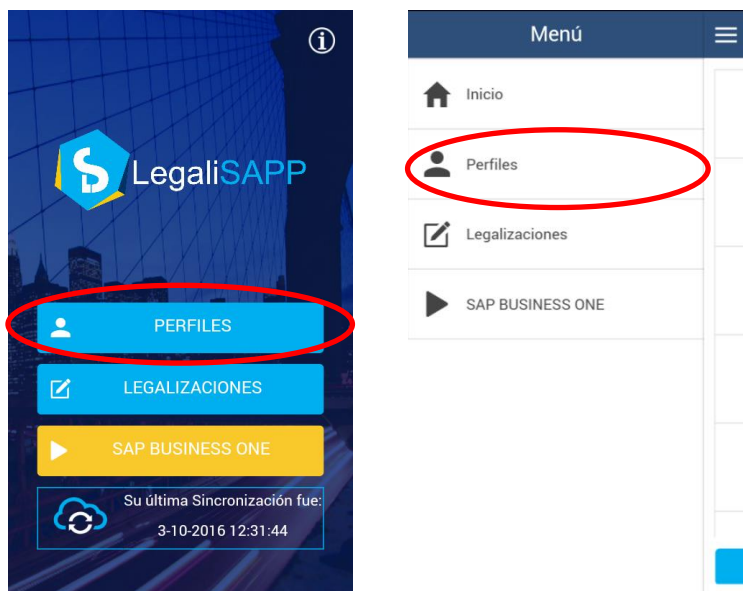 LegaliSAPP
PERFILES
LEGALIZACIONES
SAP BUSINESS ONE
Su última Sincronización fue:
3-10-2016 12:31:44
Menú
Inicio
Perfiles
Legalizaciones
SAP BUSINESS ONE